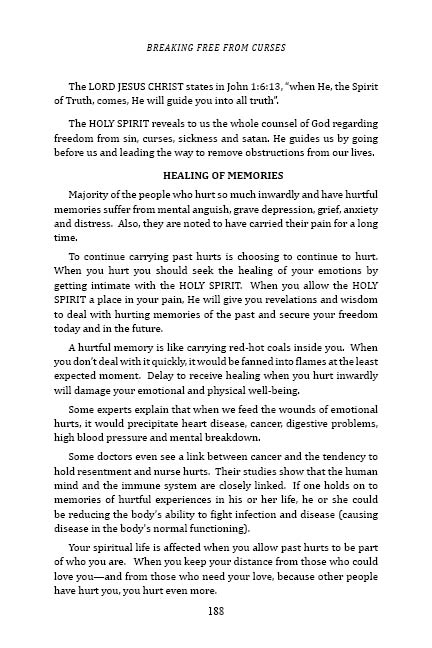 BREAKING FREE FROM CURSES
The LORD JESUS CHRIST states in John 1:6:13, “when He, the Spirit
of Truth, comes, He will guide you into all truth”.
The HOLY SPIRIT reveals to us the whole counsel of God regarding
freedom from sin, curses, sickness and satan. He guides us by going
before us and leading the way to remove obstructions from our lives.
HEALING OF MEMORIES
Majority of the people who hurt so much inwardly and have hurtful
memories suffer from mental anguish, grave depression, grief, anxiety
and distress. Also, they are noted to have carried their pain for a long
time.
To continue carrying past hurts is choosing to continue to hurt.
When you hurt you should seek the healing of your emotions by
getting intimate with the HOLY SPIRIT. When you allow the HOLY
SPIRIT a place in your pain, He will give you revelations and wisdom
to deal with hurting memories of the past and secure your freedom
today and in the future.
A hurtful memory is like carrying red-hot coals inside you. When
you don’t deal with it quickly, it would be fanned into flames at the least
expected moment. Delay to receive healing when you hurt inwardly
will damage your emotional and physical well-being.
Some experts explain that when we feed the wounds of emotional
hurts, it would precipitate heart disease, cancer, digestive problems,
high blood pressure and mental breakdown.
Some doctors even see a link between cancer and the tendency to
hold resentment and nurse hurts. Their studies show that the human
mind and the immune system are closely linked. If one holds on to
memories of hurtful experiences in his or her life, he or she could
be reducing the body’s ability to fight infection and disease (causing
disease in the body’s normal functioning).
Your spiritual life is affected when you allow past hurts to be part
of who you are. When you keep your distance from those who could
love you—and from those who need your love, because other people
have hurt you, you hurt even more.
188